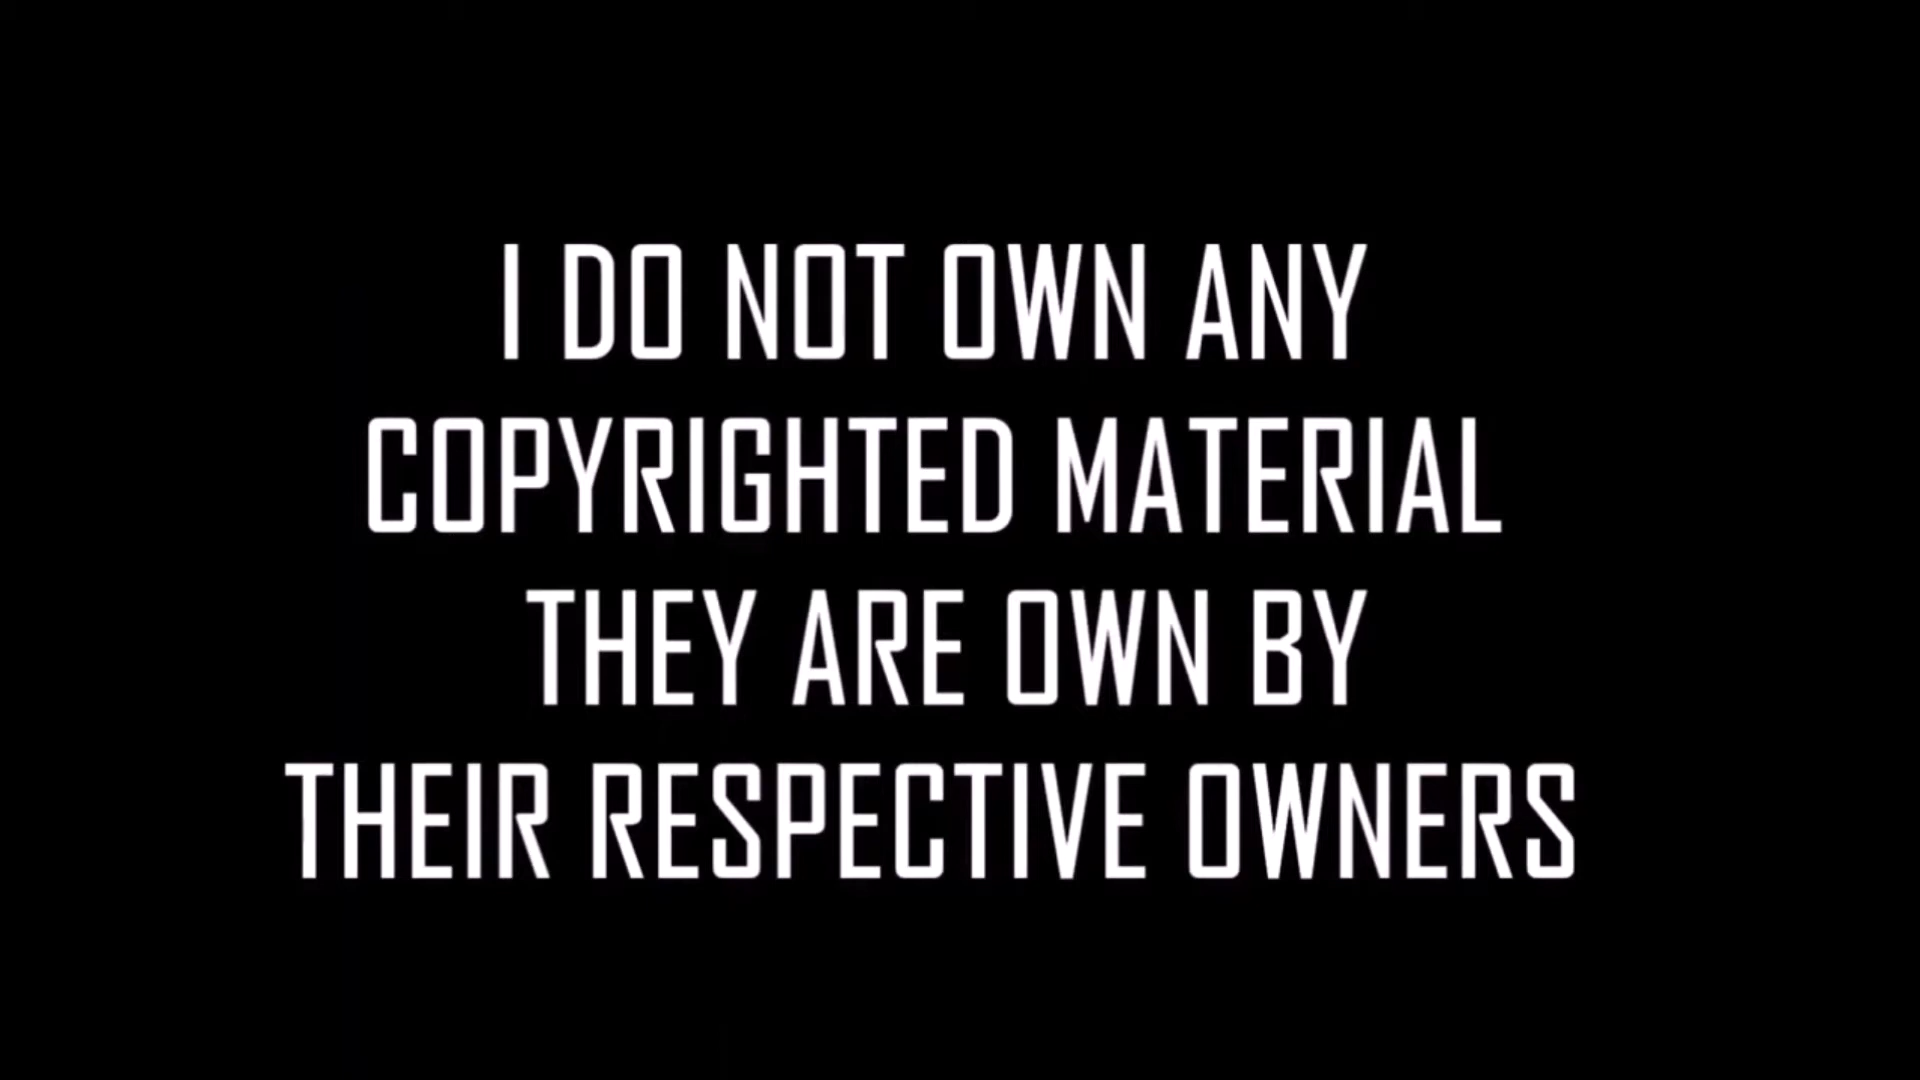 I DO NOT OWN ANY
COPYRIGHTED MATERIAL
THEY ARE OWN BY
THEIR RESPECTIVE OWNERS